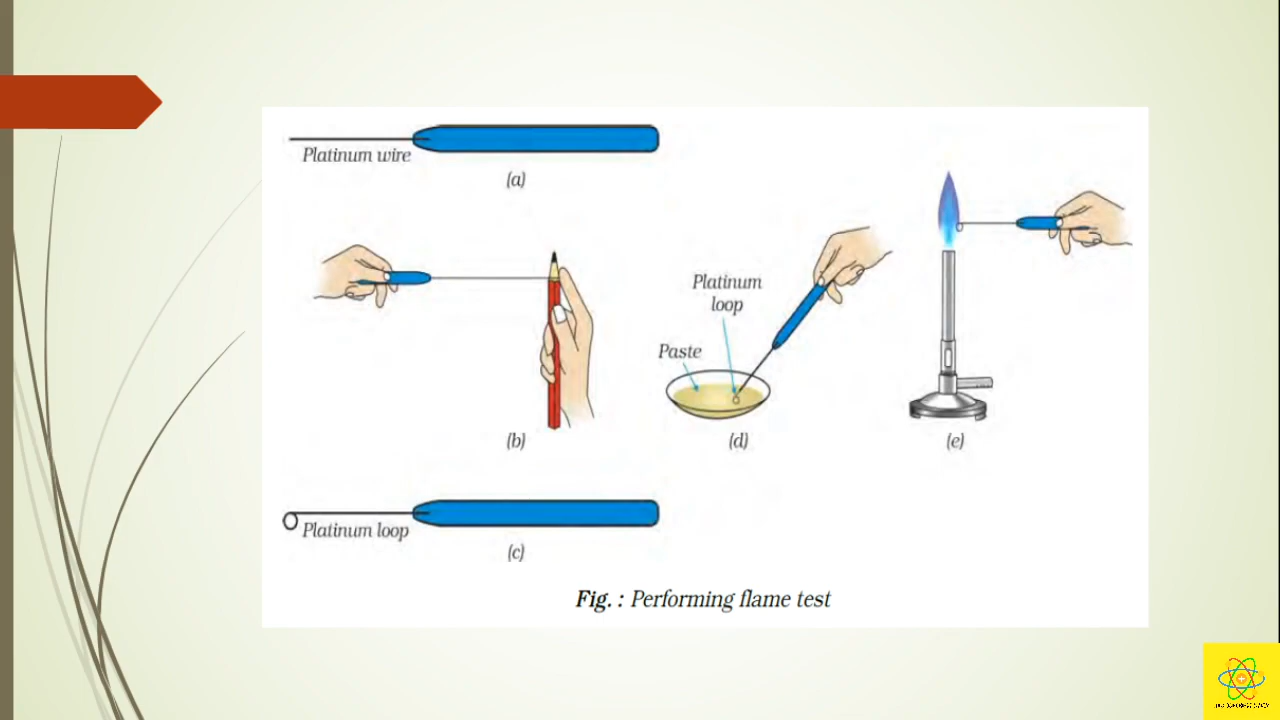 Platinum wire
(a)
(b)
Platinum
loop
Paste
(d)
(e)
Platinum loop
(c)
Fig. : Performing flame test